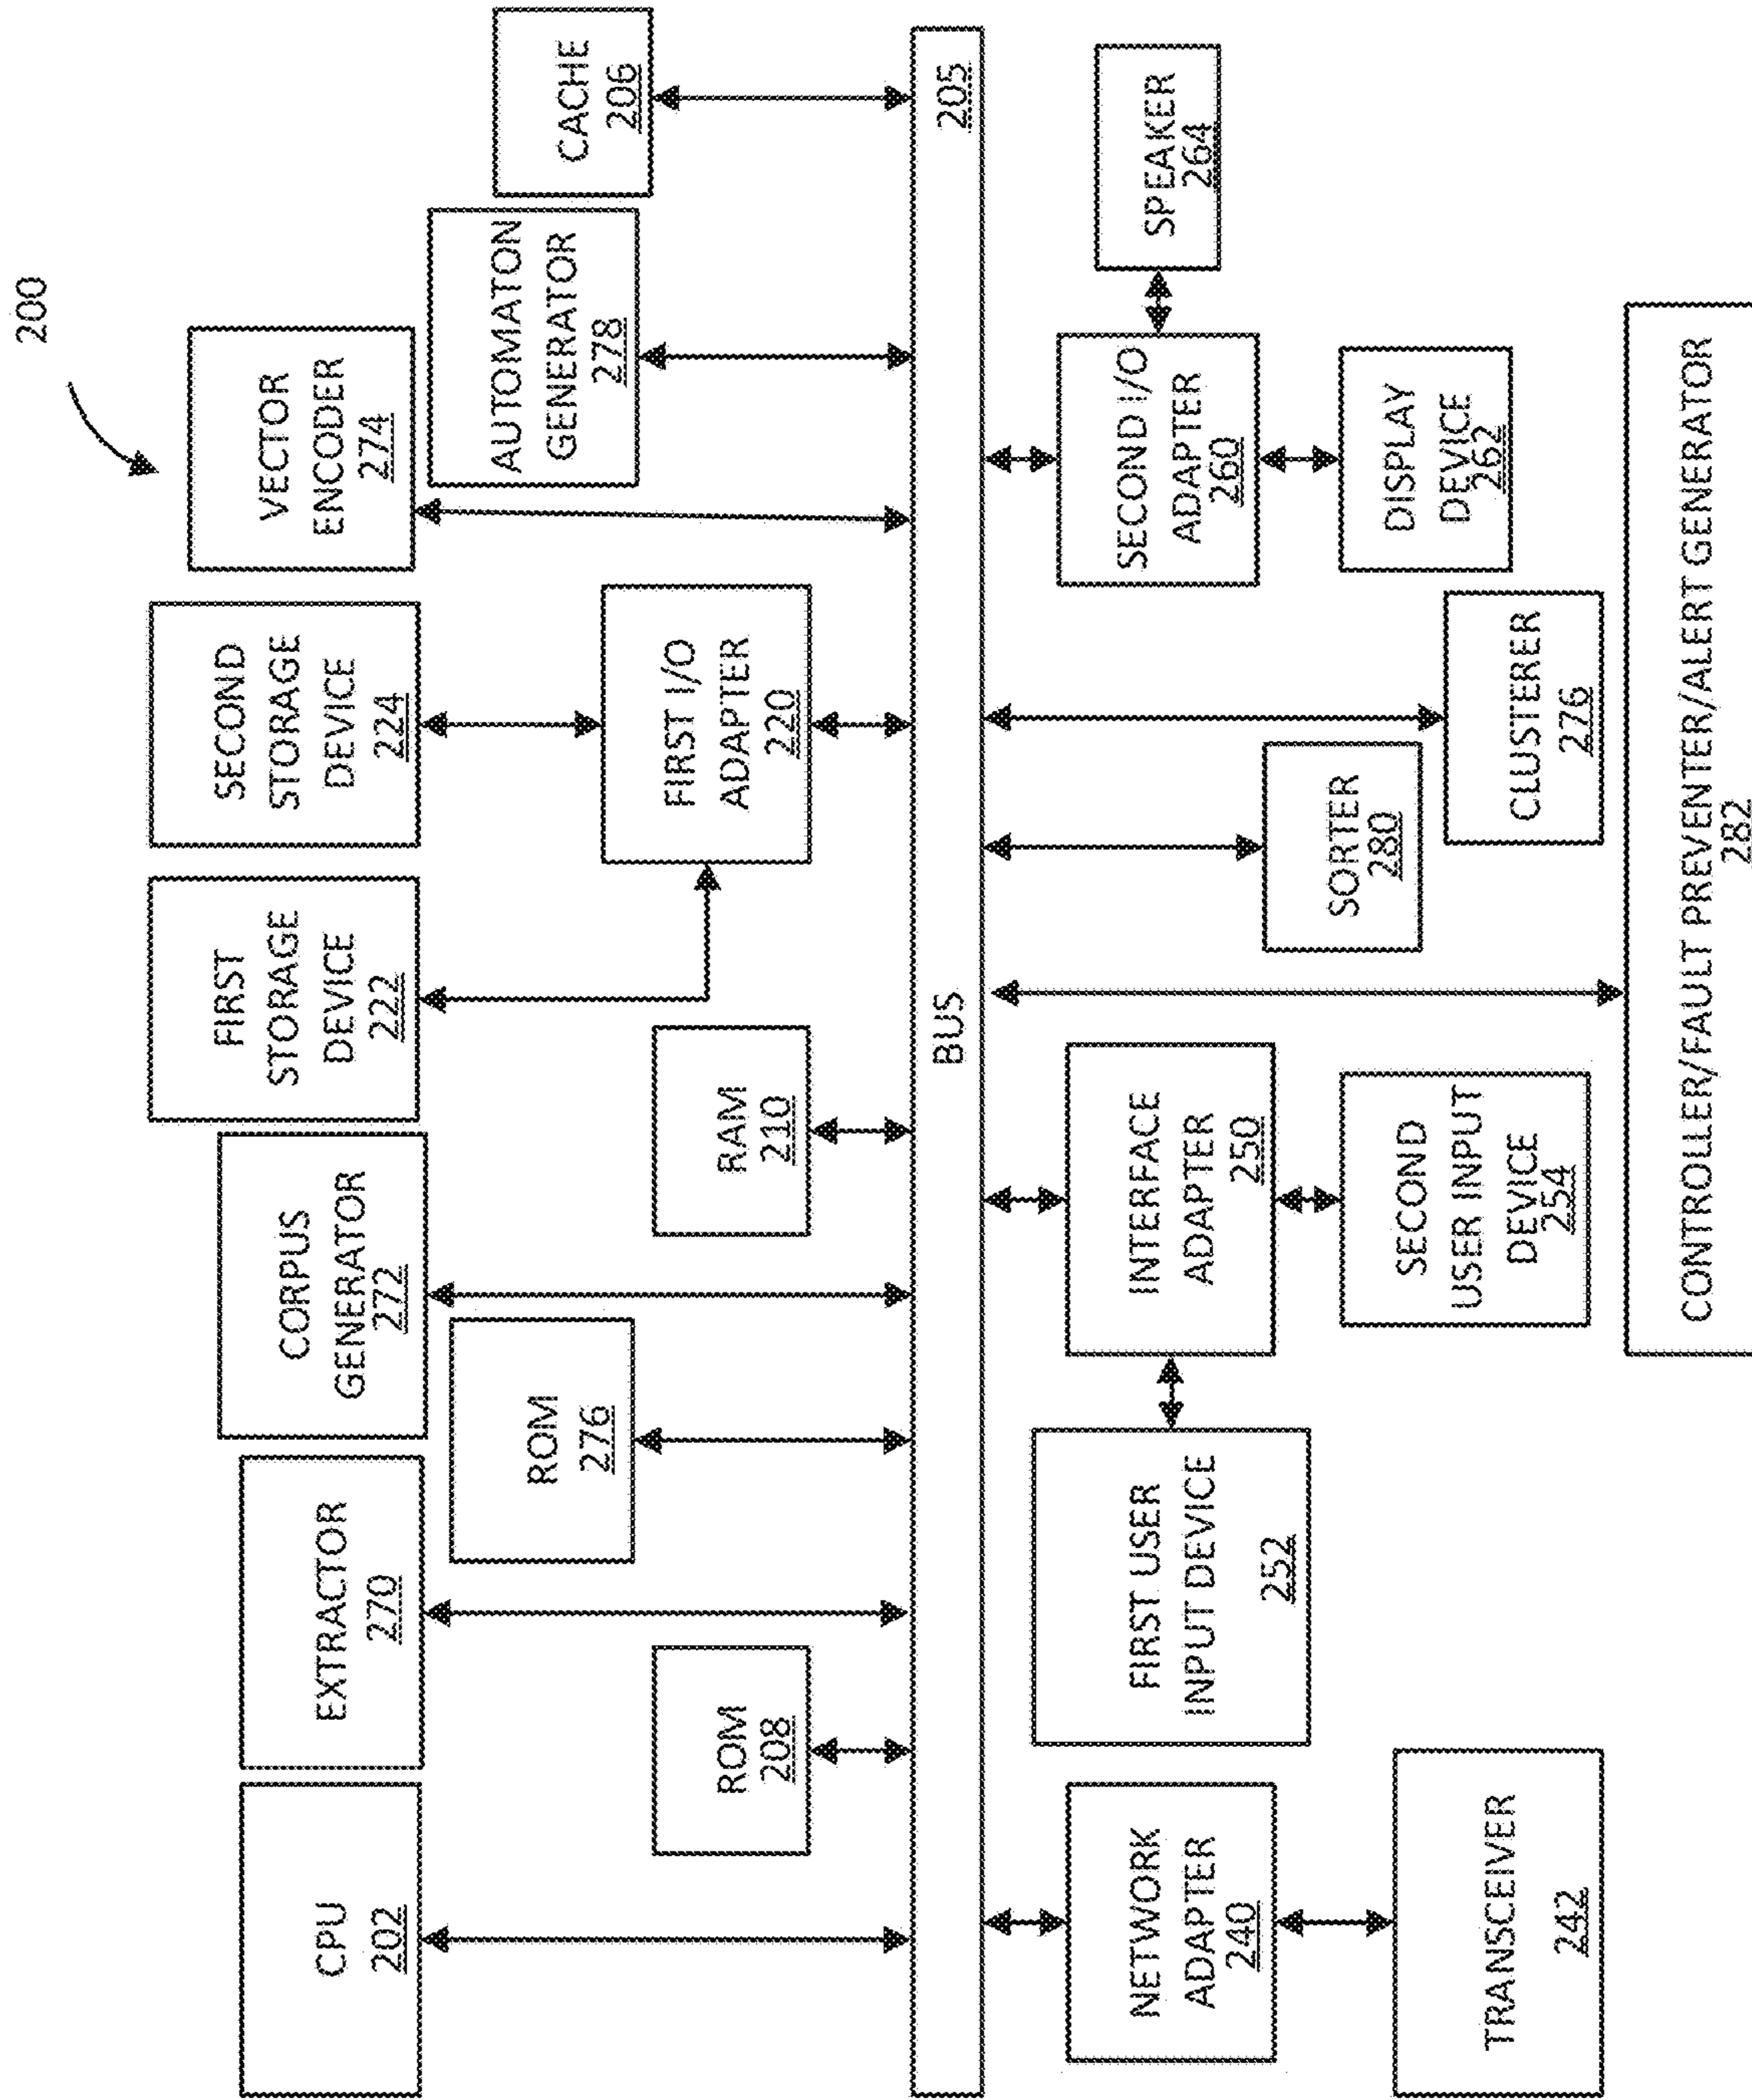 200
CPU
202
EXTRACTOR
270
CORPUS
GENERATOR
272
FIRST
STORAGE
DEVICE
222
SECOND
STORAGE
DEVICE
224
VECTOR
ENCODER
274
ROM
208
ROM
276
RAM
210
FIRST I/O
ADAPTER
220
AUTOMATON
GENERATOR
278
CACHE
206
BUS
205
NETWORK
ADAPTER
240
TRANSCEIVER
242
FIRST USER
INPUT DEVICE
252
INTERFACE
ADAPTER
250
SECOND
USER INPUT
DEVICE
254
SORTER
280
CLUSTERER
276
SECOND I/O
ADAPTER
260
DISPLAY
DEVICE
262
SPEAKER
264
CONTROLLER/FAULT PREVENTER/ALERT GENERATOR
282